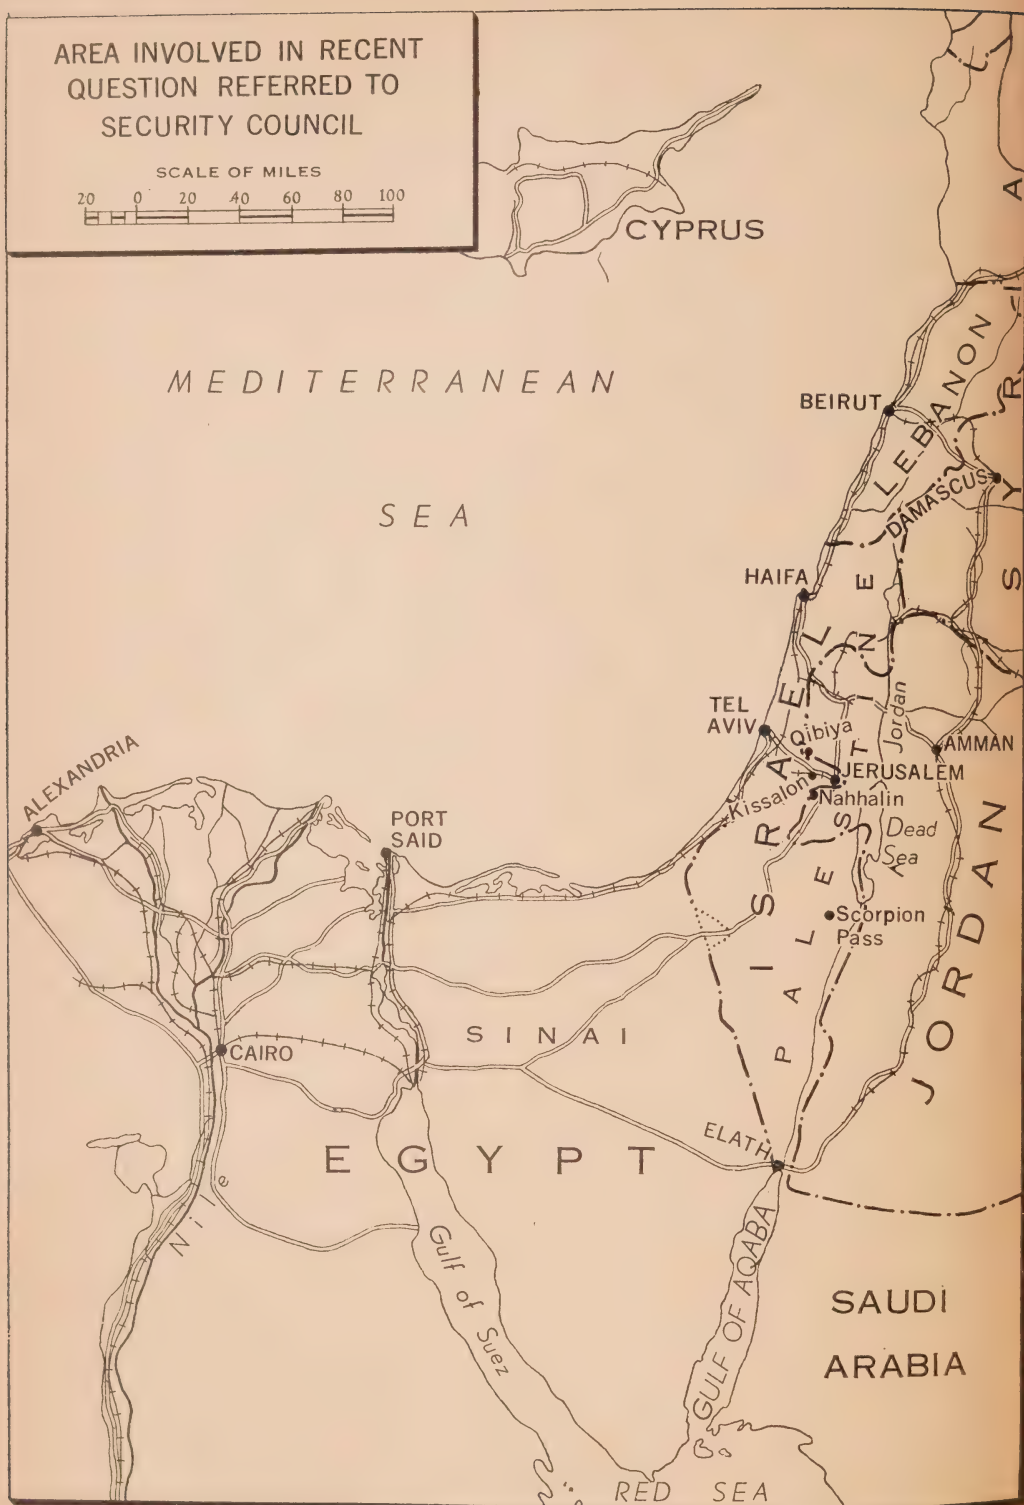 AREA INVOLVED IN RECENT
QUESTION REFERRED TO
SECURITY COUNCIL
SCALE OF MILES
20 0 20 40 60 80 100
CYPRUS
MEDITERRANEAN
SEA
LEBANON
SYRIA
BEIRUT
DAMASCUS
HAIFA
ISRAEL
PALESTINE
TEL
AVIV
Qibiya
Jordan
AMMAN
JERUSALEM
Kissalon
Nahhalin
Dead
Sea
Scorpion
Pass
JORDAN
ALEXANDRIA
PORT
SAID
CAIRO
SINAI
EGYPT
ELATH
Nile
Gulf of Suez
GULF OF AQABA
SAUDI
ARABIA
RED SEA